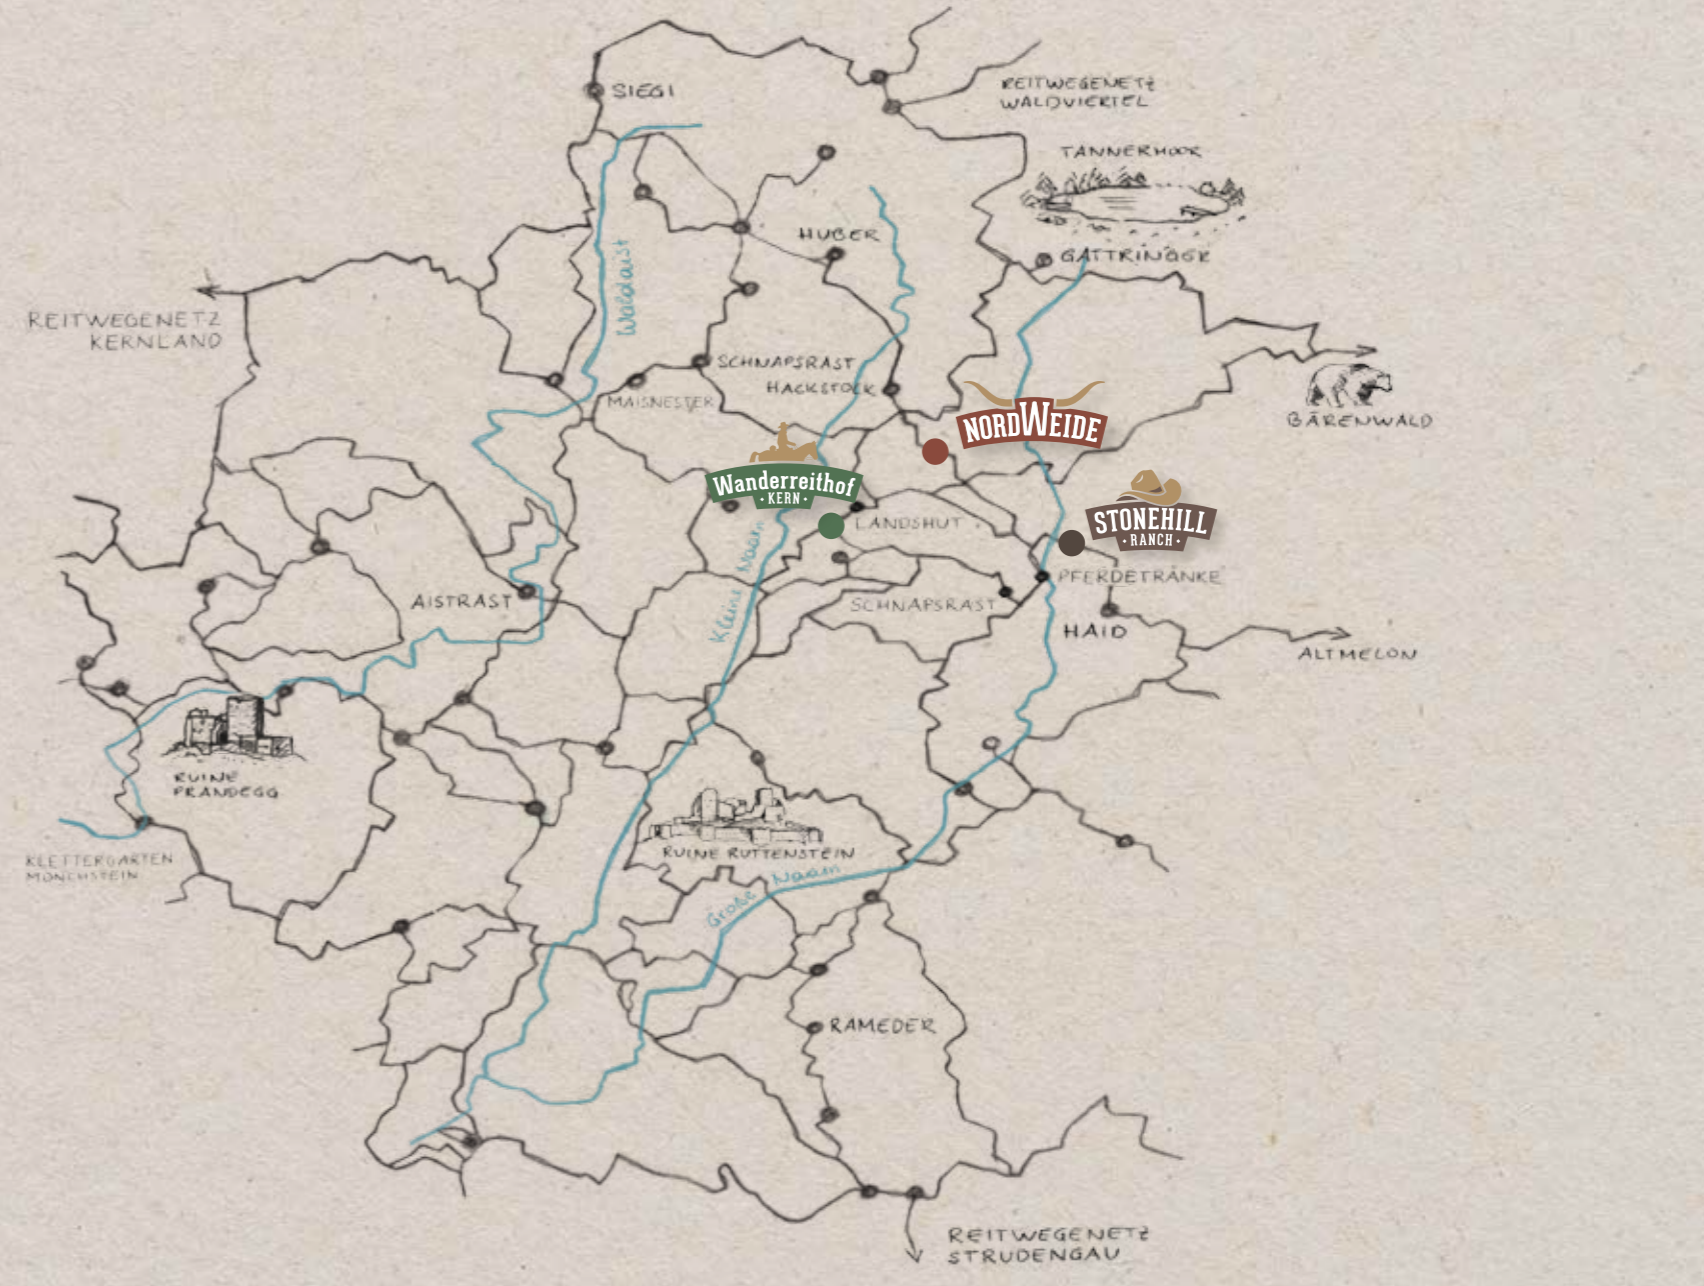 SIEGI
REITWEGENETZ
WALDVIERTEL
TANNERMOOR
HUBER
GATTRINGER
Waldaist
REITWEGENETZ
KERNLAND
SCHNAPSRAST
HACKSTOCK
MAISNESTER
BÄRENWALD
NORDWEIDE
Wanderreithof
• KERN •
STONEHILL
• RANCH •
LANDSHUT
Kleine Naarn
PFERDETRÄNKE
AISTRAST
SCHNAPSRAST
HAID
ALTMELON
RUINE
PRANDEGG
RUINE RUTTENSTEIN
KLETTERGARTEN
MÖNCHSTEIN
Große Naarn
RAMEDER
REITWEGENETZ
STRUDENGAU